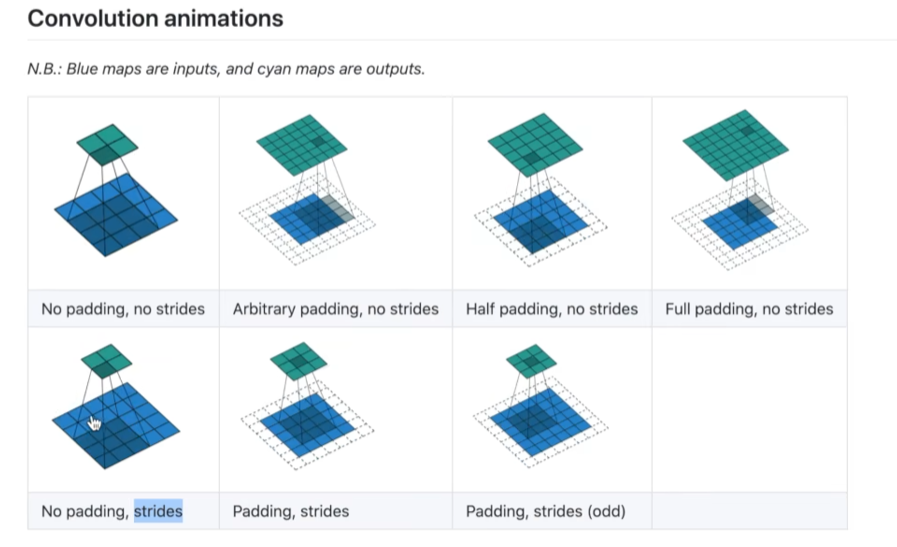 Convolution animations
N.B.: Blue maps are inputs, and cyan maps are outputs.
No padding, no strides
Arbitrary padding, no strides
Half padding, no strides
Full padding, no strides
No padding, strides
Padding, strides
Padding, strides (odd)